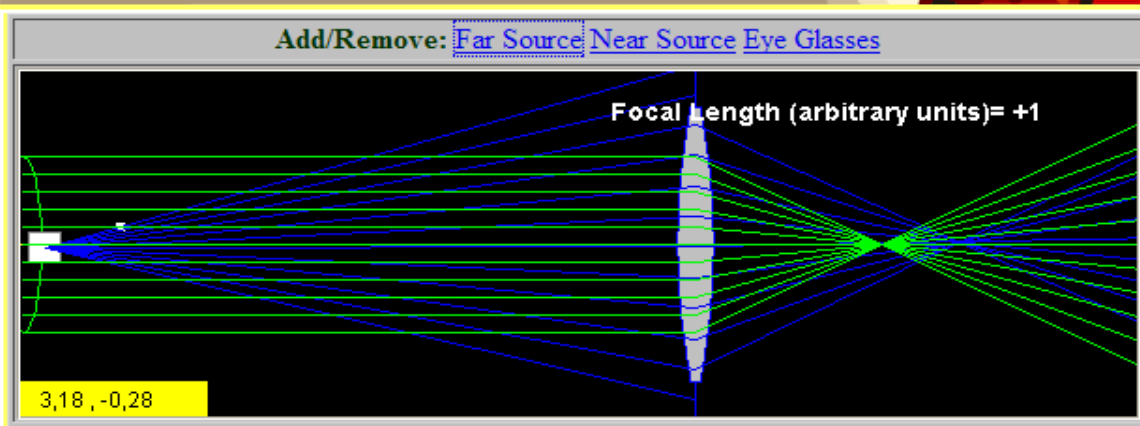 Add/Remove: Far Source Near Source Eye Glasses
Focal Length (arbitrary units)= +1
3,18 , -0,28